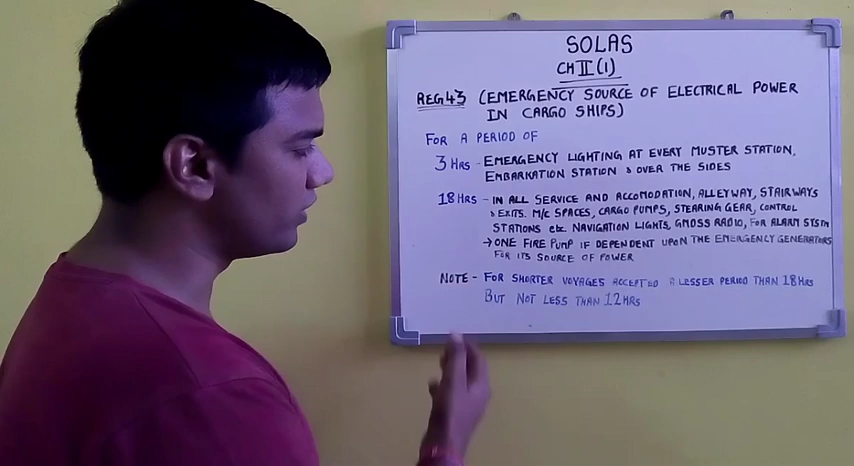 SOLAS
CH II (1)
REG 43 (EMERGENCY SOURCE OF ELECTRICAL POWER
IN CARGO SHIPS)
FOR A PERIOD OF
3 HRS - EMERGENCY LIGHTING AT EVERY MUSTER STATION,
EMBARKATION STATION & OVER THE SIDES
18 HRS - IN ALL SERVICE AND ACCOMODATION, ALLEYWAY, STAIRWAYS
& EXITS. M/C SPACES, CARGO PUMPS, STEARING GEAR, CONTROL
STATIONS etc. NAVIGATION LIGHTS, GMDSS RADIO, FOR ALARM SYSTM
→ ONE FIRE PUMP IF DEPENDENT UPON THE EMERGENCY GENERATORS
FOR ITS SOURCE OF POWER
NOTE - FOR SHORTER VOYAGES ACCEPTED A LESSER PERIOD THAN 18 HRS
BUT NOT LESS THAN 12 HRS